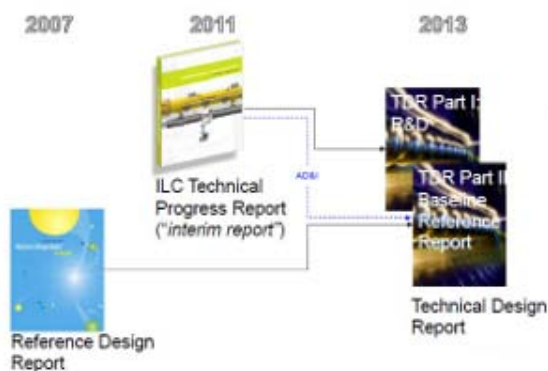 2007
2011
2013
TDR Part I:
R&D
AD&I
TDR Part II
Baseline
Reference
Report
ILC Technical
Progress Report
("interim report")
Technical Design
Report
Reference Design
Report